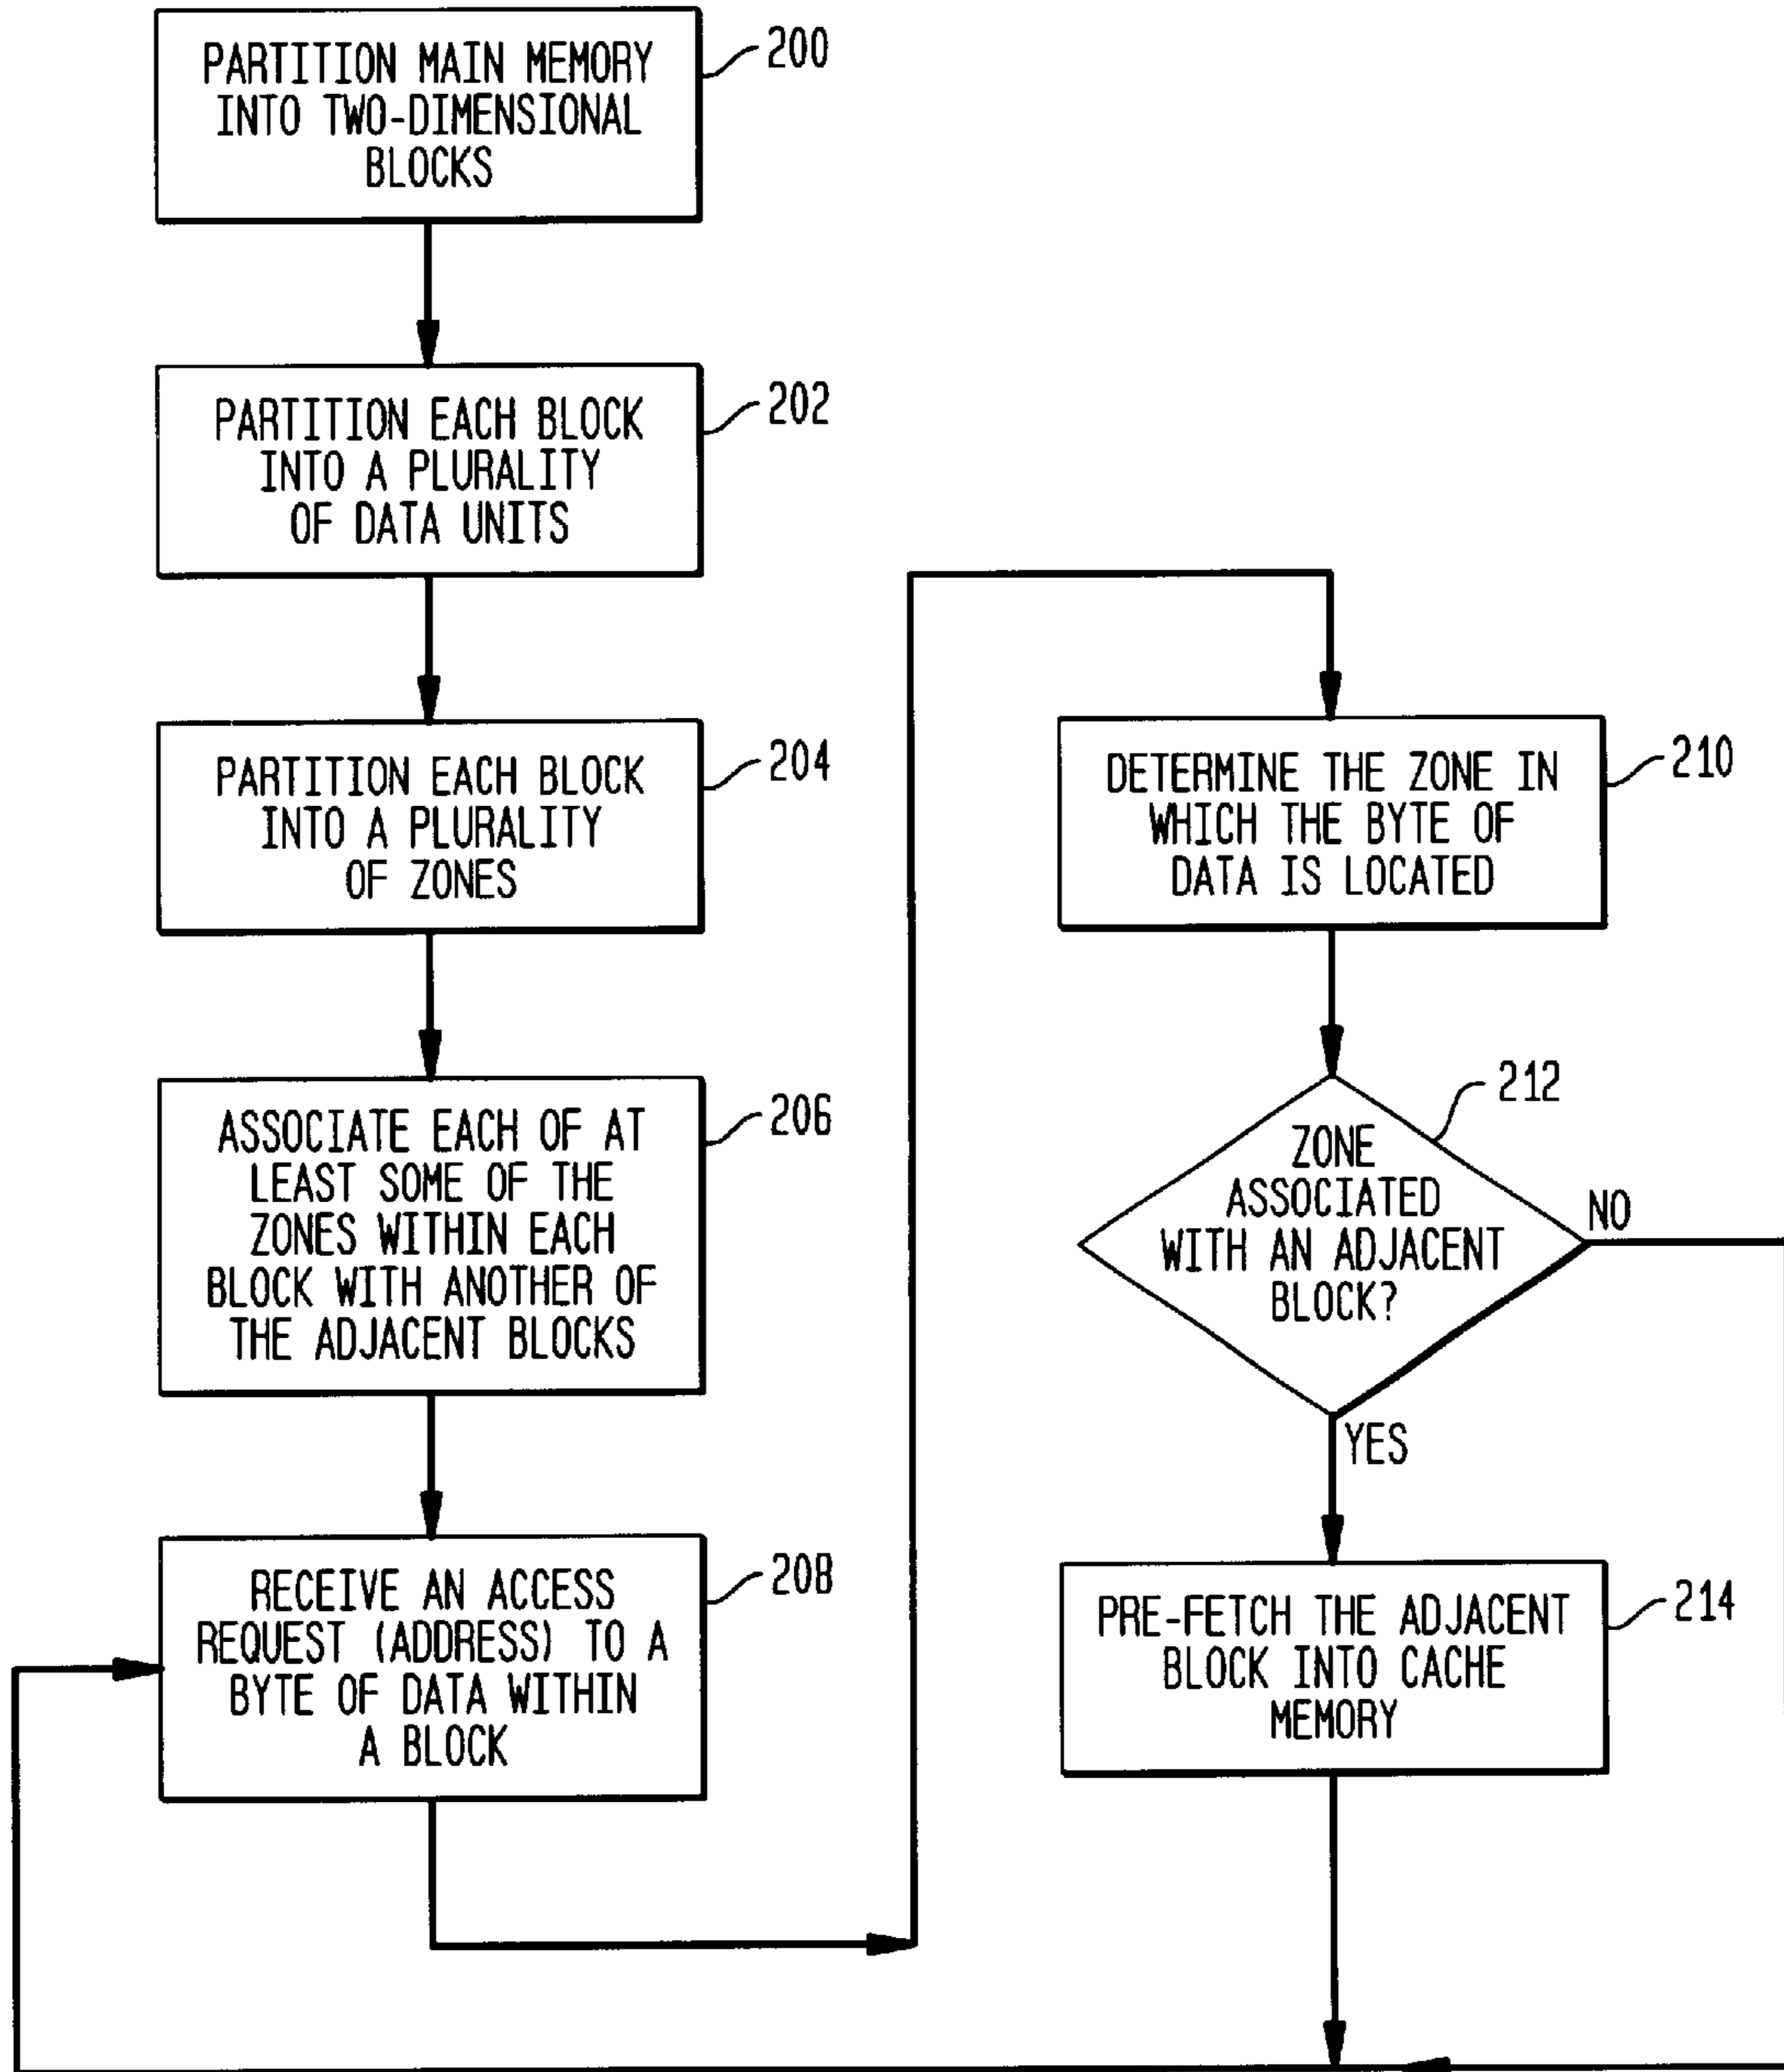 PARTITION MAIN MEMORY
INTO TWO-DIMENSIONAL
BLOCKS
200
PARTITION EACH BLOCK
INTO A PLURALITY
OF DATA UNITS
202
PARTITION EACH BLOCK
INTO A PLURALITY
OF ZONES
204
ASSOCIATE EACH OF AT
LEAST SOME OF THE
ZONES WITHIN EACH
BLOCK WITH ANOTHER OF
THE ADJACENT BLOCKS
206
RECEIVE AN ACCESS
REQUEST (ADDRESS) TO A
BYTE OF DATA WITHIN
A BLOCK
208
DETERMINE THE ZONE IN
WHICH THE BYTE OF
DATA IS LOCATED
210
ZONE
ASSOCIATED
WITH AN ADJACENT
BLOCK?
212
NO
YES
PRE-FETCH THE ADJACENT
BLOCK INTO CACHE
MEMORY
214